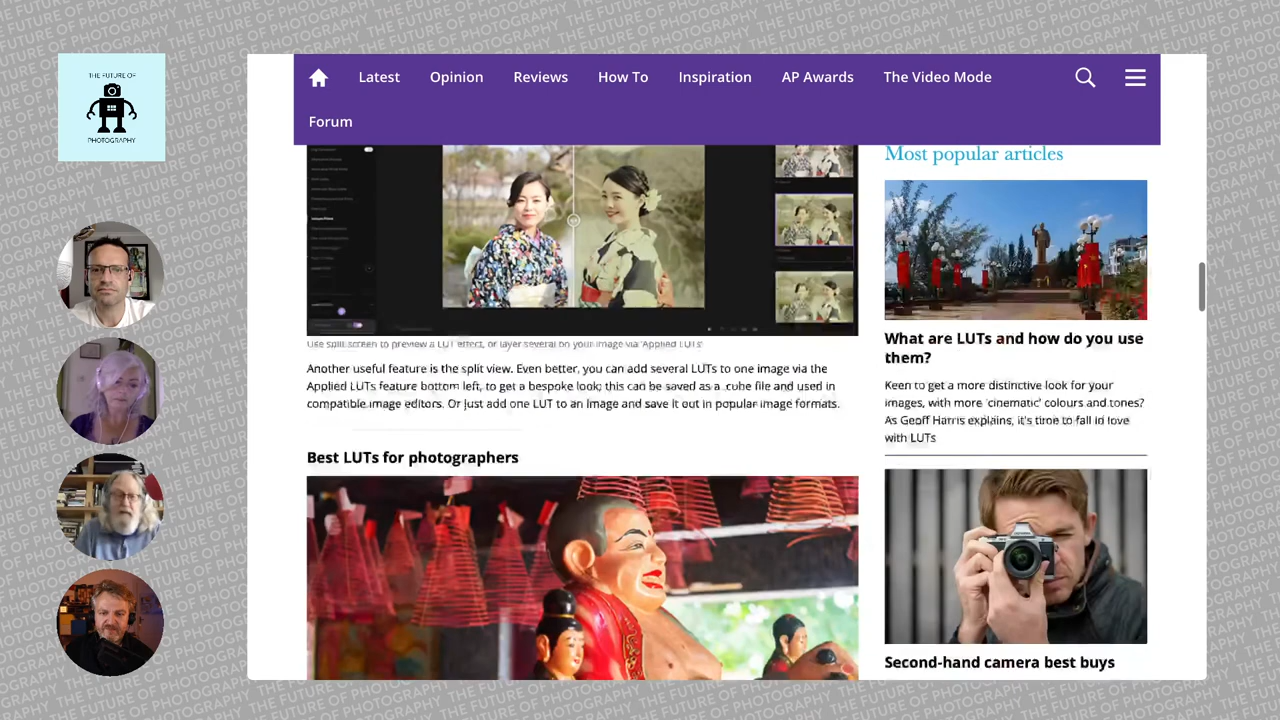 THE FUTURE OF
PHOTOGRAPHY
Latest
Opinion
Reviews
How To
Inspiration
AP Awards
The Video Mode
Forum
Use split screen to preview a LUT effect, or layer several on your image via 'Applied LUTs'
Another useful feature is the split view. Even better, you can add several LUTs to one image via the
Applied LUTs feature bottom left, to get a bespoke look; this can be saved as a .cube file and used in
compatible image editors. Or just add one LUT to an image and save it out in popular image formats.
Best LUTs for photographers
Most popular articles
What are LUTs and how do you use
them?
Keen to get a more distinctive look for your
images, with more 'cinematic' colours and tones?
As Geoff Harris explains, it's time to fall in love
with LUTs
Second-hand camera best buys